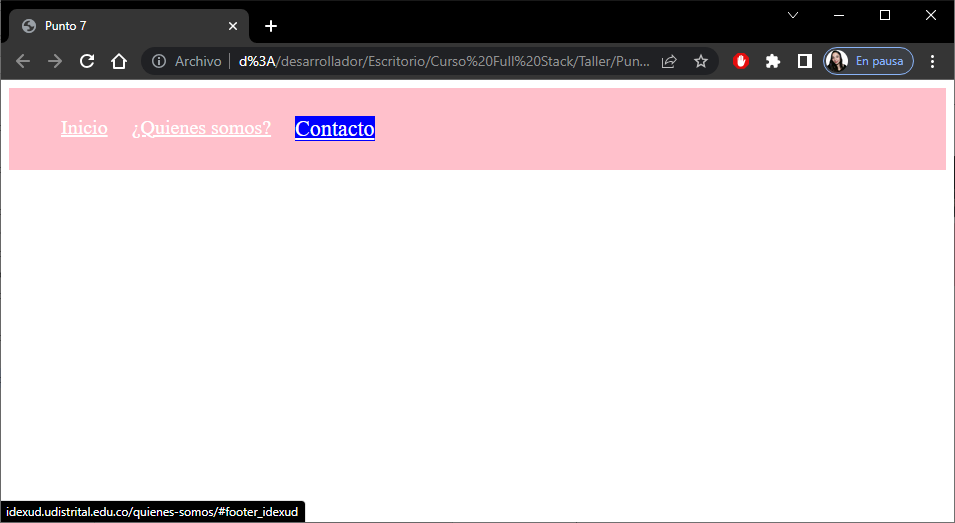 Punto 7
Archivo d%3A/desarrollador/Escritorio/Curso%20Full%20Stack/Taller/Pun... En pausa
Inicio ¿Quienes somos? Contacto
idexud.udistrital.edu.co/quienes-somos/#footer_idexud